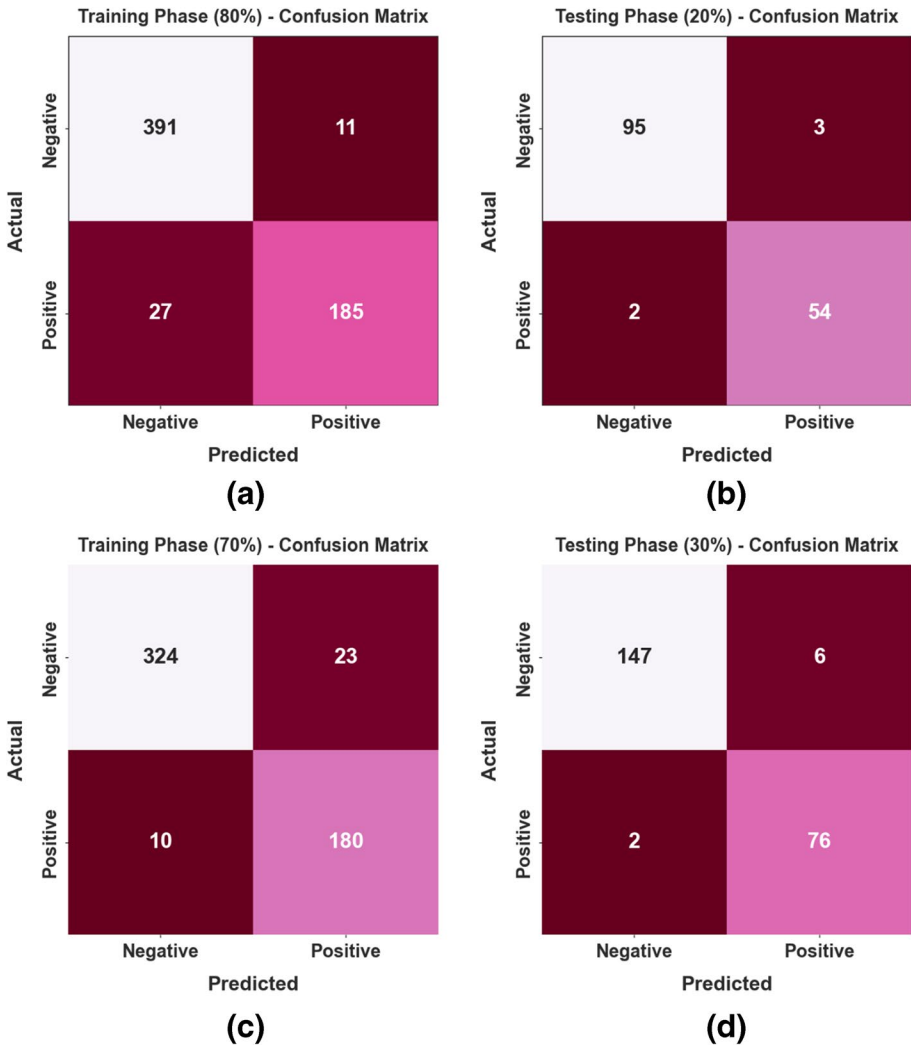 Training Phase (80%) - Confusion Matrix
Negative 391 11
Actual
Positive 27 185
Negative Positive
Predicted
(a)
Testing Phase (20%) - Confusion Matrix
Negative 95 3
Actual
Positive 2 54
Negative Positive
Predicted
(b)
Training Phase (70%) - Confusion Matrix
Negative 324 23
Actual
Positive 10 180
Negative Positive
Predicted
(c)
Testing Phase (30%) - Confusion Matrix
Negative 147 6
Actual
Positive 2 76
Negative Positive
Predicted
(d)